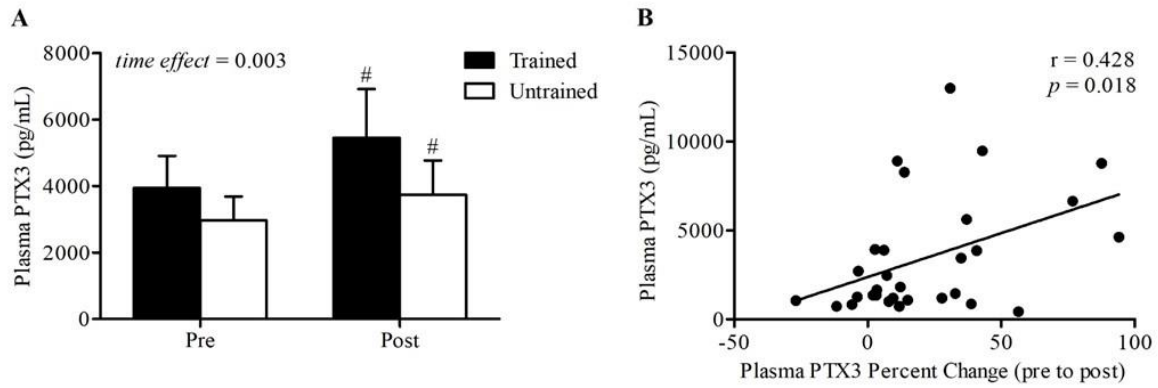 A
time effect = 0.003
Trained
Untrained
#
#
8000
6000
4000
2000
0
Plasma PTX3 (pg/mL)
Pre
Post
B
r = 0.428
p = 0.018
15000
10000
5000
0
Plasma PTX3 (pg/mL)
-50
0
50
100
Plasma PTX3 Percent Change (pre to post)